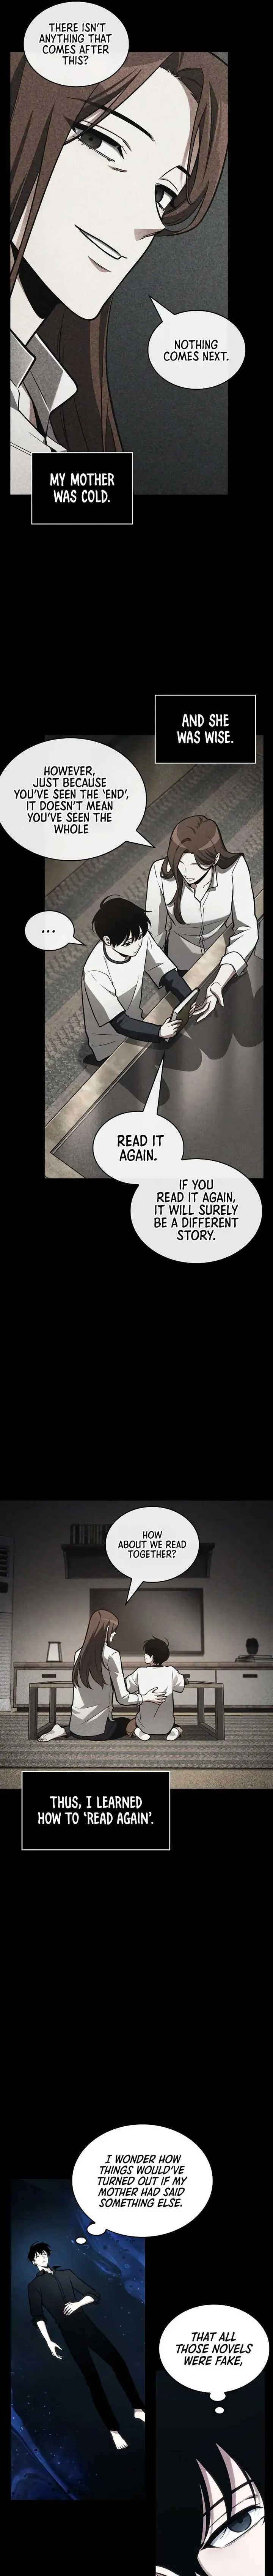 THERE ISN'T
ANYTHING THAT
COMES AFTER
THIS?
NOTHING
COMES NEXT.
MY MOTHER
WAS COLD.
AND SHE
WAS WISE.
HOWEVER,
JUST BECAUSE
YOU'VE SEEN THE 'END',
IT DOESN'T MEAN
YOU'VE SEEN THE
WHOLE
...
READ IT
AGAIN.
IF YOU
READ IT AGAIN,
IT WILL SURELY
BE A DIFFERENT
STORY.
HOW
ABOUT WE READ
TOGETHER?
THUS, I LEARNED
HOW TO 'READ AGAIN'.
I WONDER HOW
THINGS WOULD'VE
TURNED OUT IF MY
MOTHER HAD SAID
SOMETHING ELSE.
THAT ALL
THOSE NOVELS
WERE FAKE,